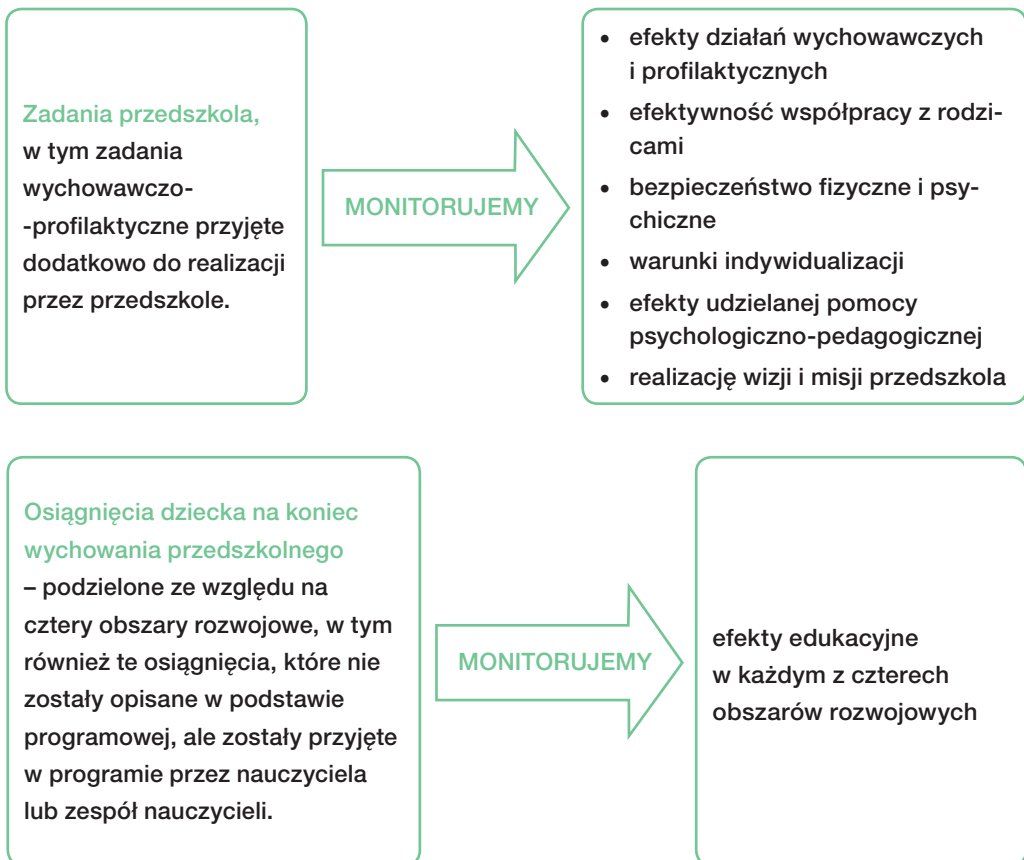 Zadania przedszkola,
w tym zadania
wychowawczo-
-profilaktyczne przyjęte
dodatkowo do realizacji
przez przedszkole.
MONITORUJEMY
• efekty działań wychowawczych
i profilaktycznych
• efektywność współpracy z rodzi-
cami
• bezpieczeństwo fizyczne i psy-
chiczne
• warunki indywidualizacji
• efekty udzielanej pomocy
psychologiczno-pedagogicznej
• realizację wizji i misji przedszkola
Osiągnięcia dziecka na koniec
wychowania przedszkolnego
– podzielone ze względu na
cztery obszary rozwojowe, w tym
również te osiągnięcia, które nie
zostały opisane w podstawie
programowej, ale zostały przyjęte
w programie przez nauczyciela
lub zespół nauczycieli.
MONITORUJEMY
efekty edukacyjne
w każdym z czterech
obszarów rozwojowych